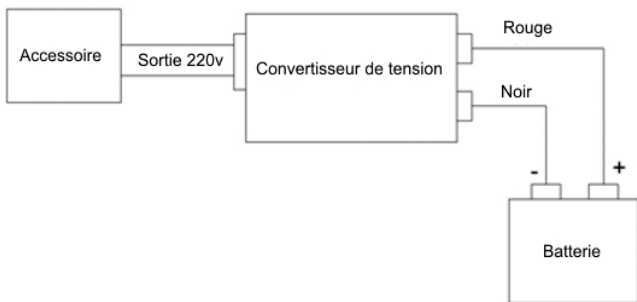 Accessoire
Sortie 220v
Convertisseur de tension
Rouge
Noir
- +
Batterie